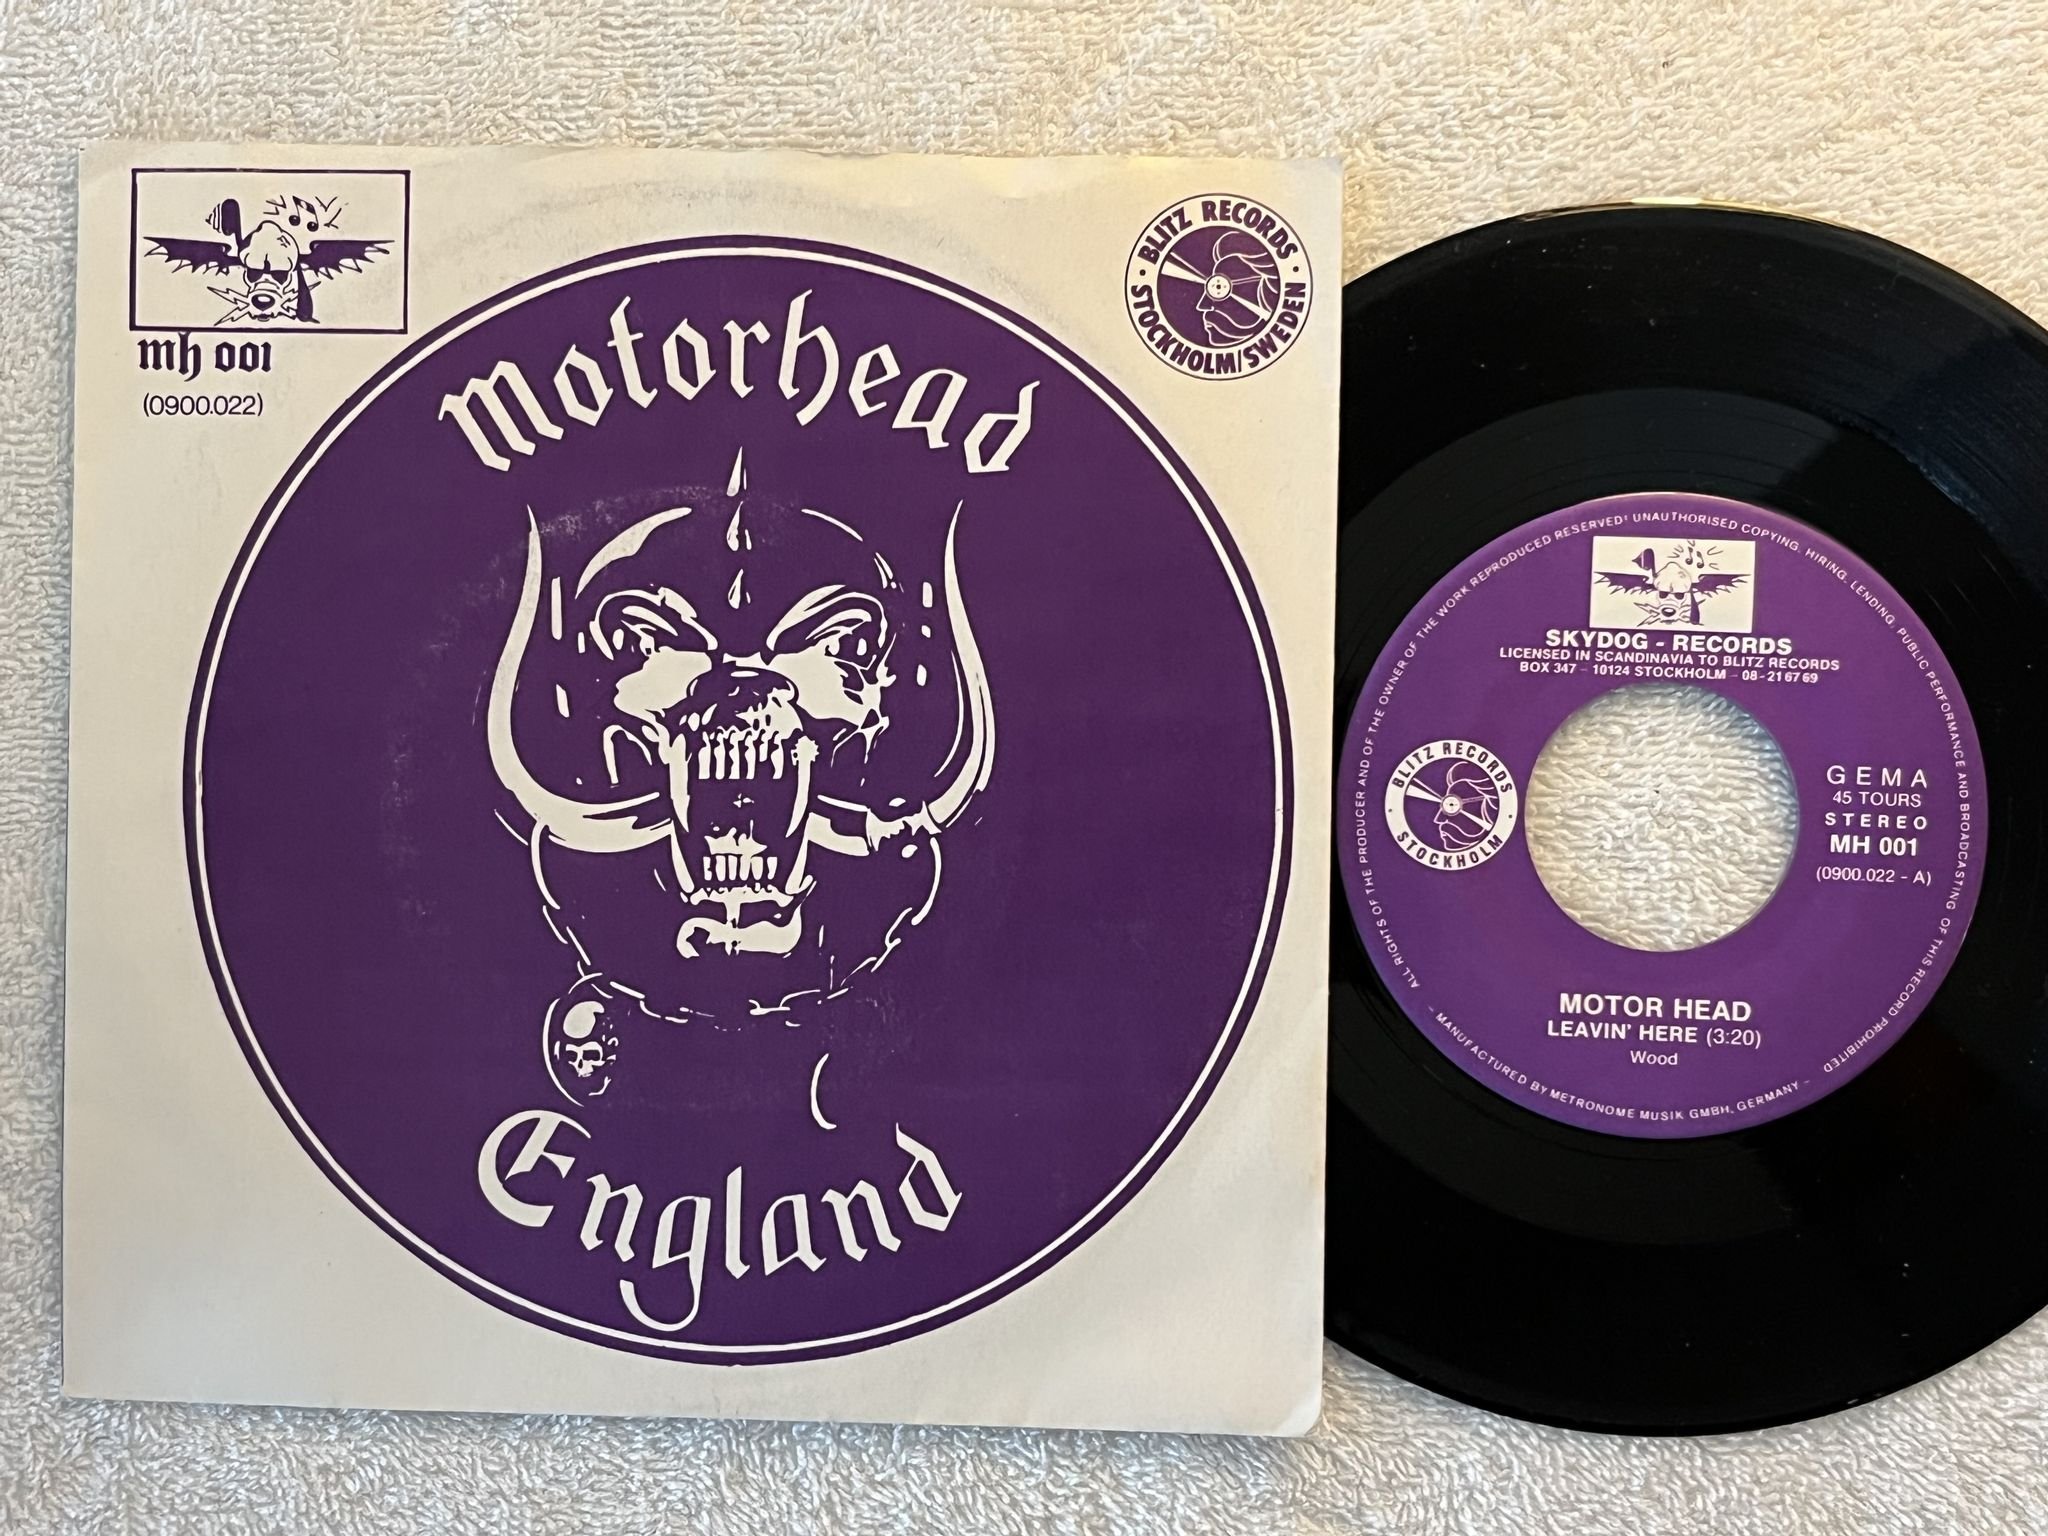 mh 001
(0900.022)
BLITZ RECORDS
STOCKHOLM/SWEDEN
Motorhead
England
ALL RIGHTS OF THE PRODUCER AND OF THE OWNER OF THE WORK REPRODUCED RESERVED! UNAUTHORISED COPYING, HIRING, LENDING, PUBLIC PERFORMANCE AND BROADCASTING OF THIS RECORD PROHIBITED
SKYDOG - RECORDS
LICENSED IN SCANDINAVIA TO BLITZ RECORDS
BOX 347 - 10124 STOCKHOLM - 08-21 67 69
BLITZ RECORDS
STOCKHOLM
GEMA
45 TOURS
STEREO
MH 001
(0900.022 - A)
MOTOR HEAD
LEAVIN' HERE (3:20)
Wood
- MANUFACTURED BY METRONOME MUSIK GMBH, GERMANY -